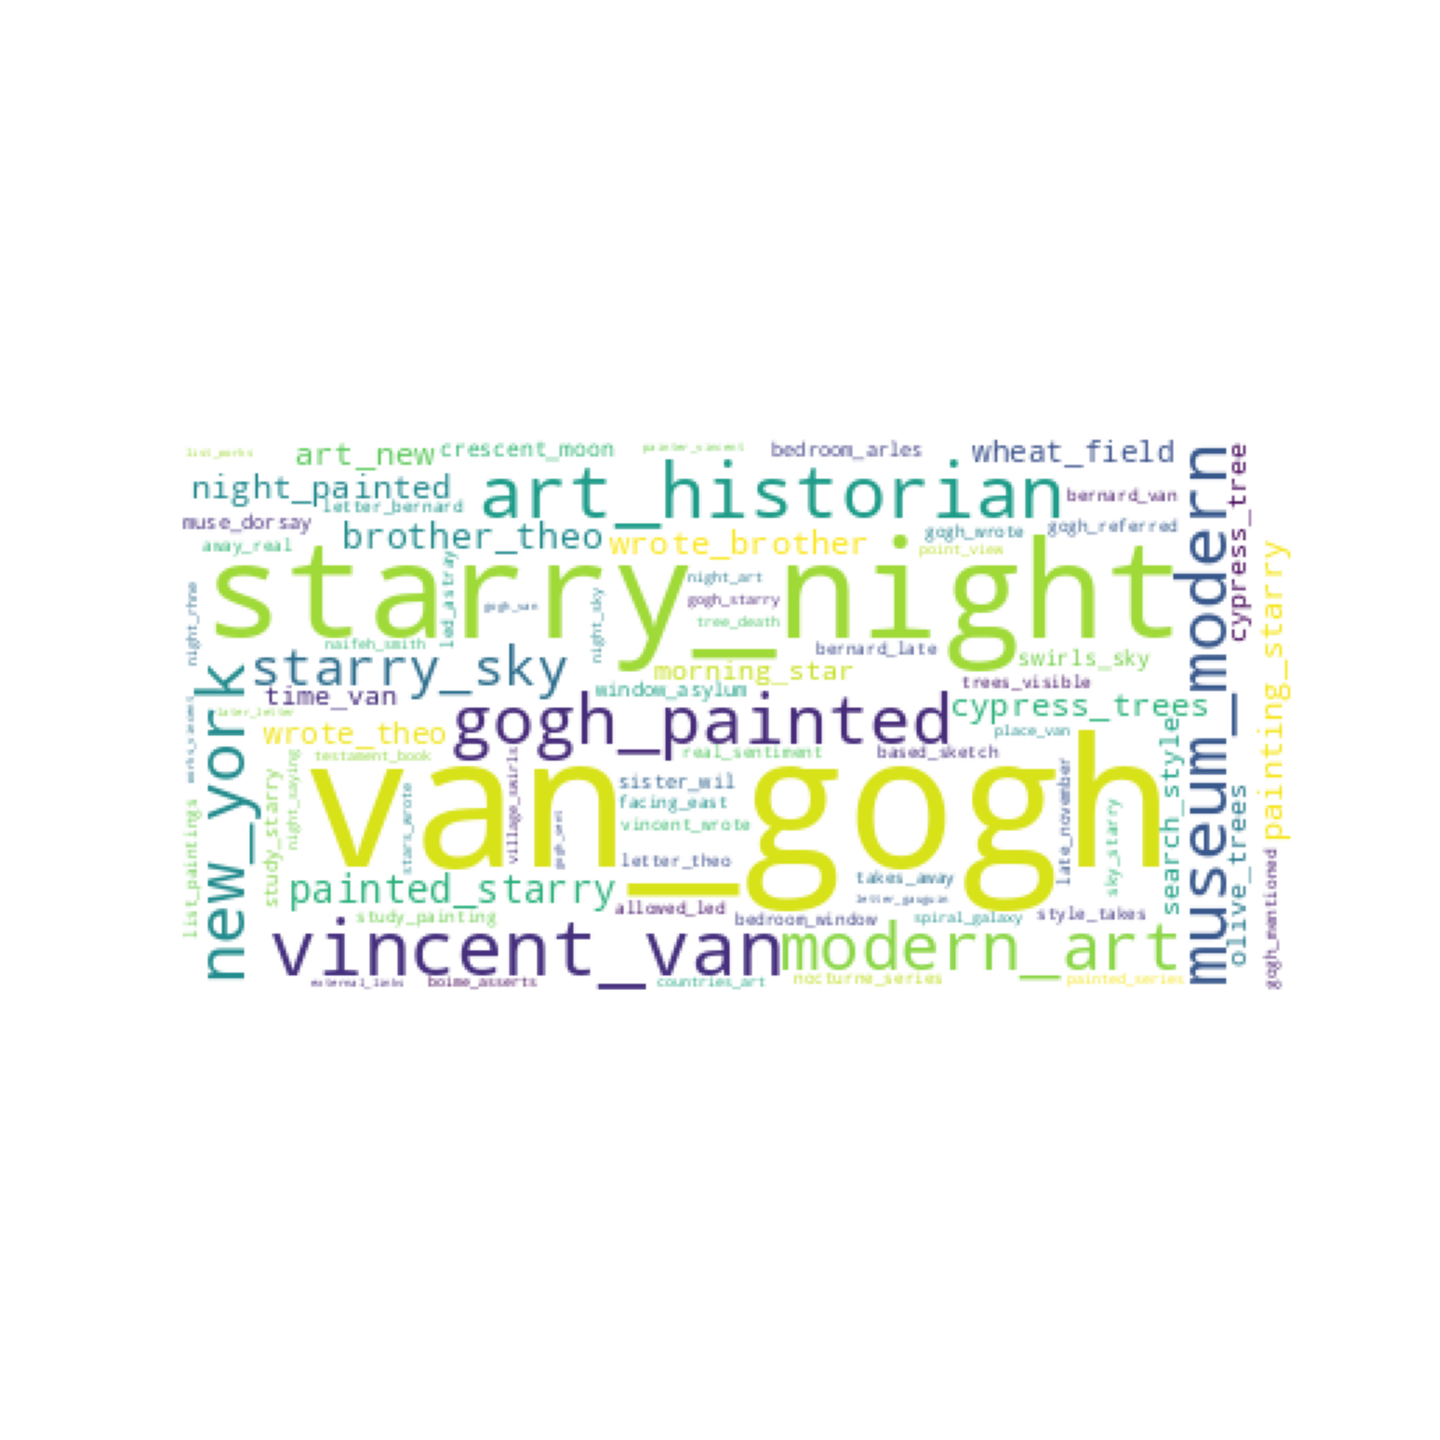 list_works
art_new
crescent_moon
painter_vincent
bedroom_arles
wheat_field
night_painted
letter_bernard
art_historian
bernard_van
museum_modern
cypress_tree
muse_dorsay
brother_theo
wrote_brother
gogh_wrote
gogh_referred
away_real
point_view
painting_starry
starry_night
led_astray
night_art
gogh_starry
tree_death
gogh_van
night_sky
night_rhne
naifeh_smith
bernard_late
swirls_sky
starry_sky
morning_star
trees_visible
time_van
window_asylum
cypress_trees
later_letter
new_york
gogh_painted
place_van
wrote_theo
testament_book
real_sentiment
based_sketch
search_style
van_gogh
night_saying
study_starry
list_paintings
stars_wrote
village_swirls
sister_wil
facing_east
vincent_wrote
late_november
sky_starry
olive_trees
gogh_mentioned
letter_theo
takes_away
painted_starry
letter_gauguin
allowed_led
study_painting
bedroom_window
spiral_galaxy
style_takes
vincent_van
modern_art
external_links
boime_asserts
countries_art
nocturne_series
painted_series